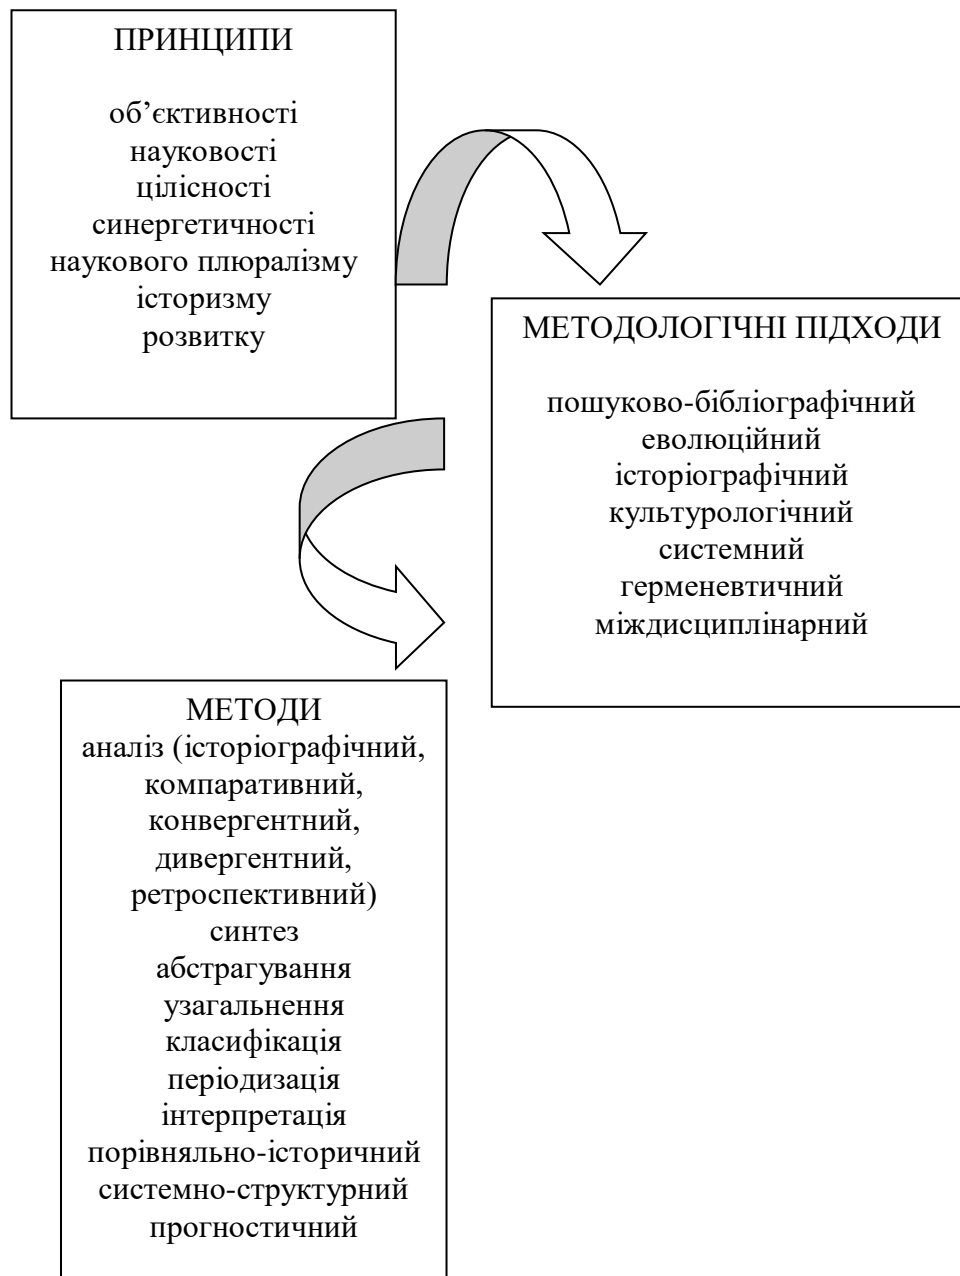 ПРИНЦИПИ
об’єктивності
науковості
цілісності
синергетичності
наукового плюралізму
історизму
розвитку
МЕТОДОЛОГІЧНІ ПІДХОДИ
пошуково-бібліографічний
еволюційний
історіографічний
культурологічний
системний
герменевтичний
міждисциплінарний
МЕТОДИ
аналіз (історіографічний,
компаративний,
конвергентний,
дивергентний,
ретроспективний)
синтез
абстрагування
узагальнення
класифікація
періодизація
інтерпретація
порівняльно-історичний
системно-структурний
прогностичний